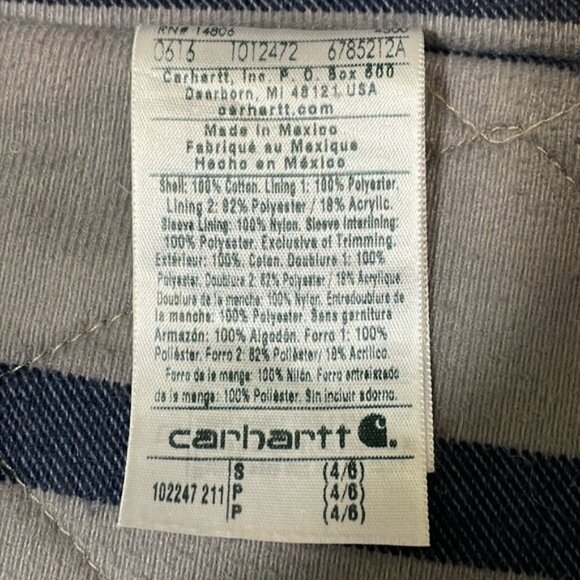 RN# 14806
0616 1012472 6785212A
Carhartt, Inc. P. O. Box 600
Dearborn, MI 48121 USA
carhartt.com
Made in Mexico
Fabriqué au Mexique
Hecho en México
Shell: 100% Cotton. Lining 1: 100% Polyester.
Lining 2: 82% Polyester / 18% Acrylic.
Sleeve Lining: 100% Nylon. Sleeve Interlining:
100% Polyester. Exclusive of Trimming.
Extérieur: 100%. Coton. Doublure 1: 100%
Polyester. Doublure 2: 82% Polyester / 18% Acrylique
Doublure de la menche: 100% Nylon. Entredoublure de
la manche: 100% Polyester. Sans garniture
Armazón: 100% Algodón. Forro 1: 100%
Poliéster. Forro 2: 82% Poliéster/ 18% Acrílico.
Forro de la manga: 100% Nilón. Forro entrelazado
de la manga: 100% Poliéster. Sin incluir adorno.
carhartt
S (4/6)
102247 211 P (4/6)
P (4/6)